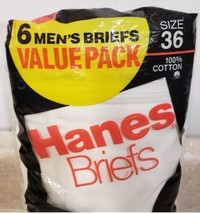 6 MEN'S BRIEFS
VALUE PACK
SIZE
36
100%
COTTON
Hanes
Briefs